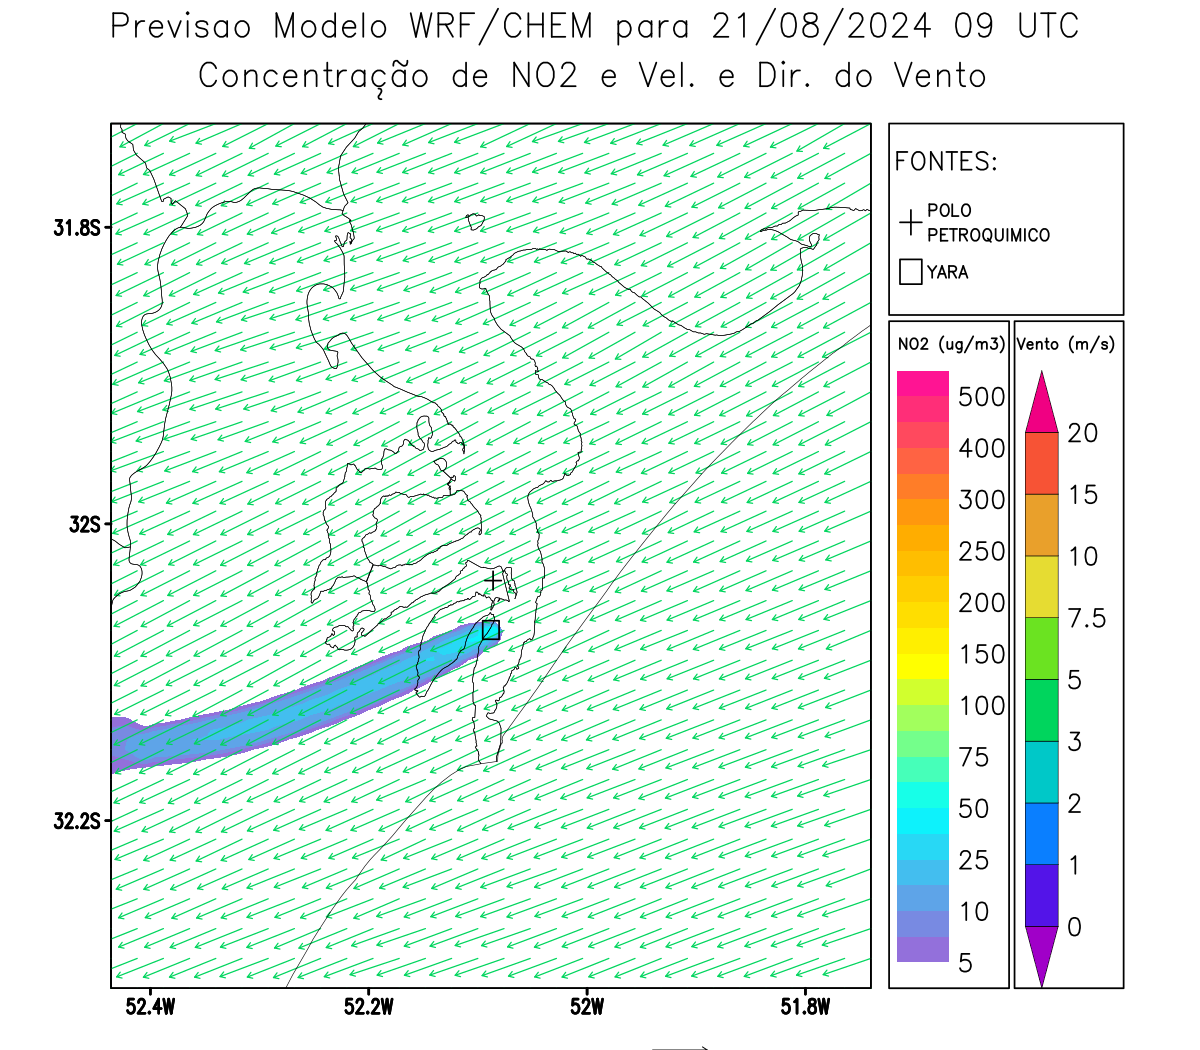 Previsao Modelo WRF/CHEM para 21/08/2024 09 UTC
Concentração de NO2 e Vel. e Dir. do Vento
FONTES:
POLO
PETROQUIMICO
YARA
NO2 (ug/m3)
500
400
300
250
200
150
100
75
50
25
10
5
Vento (m/s)
20
15
10
7.5
5
3
2
1
0
31.8S
32S
32.2S
52.4W
52.2W
52W
51.8W